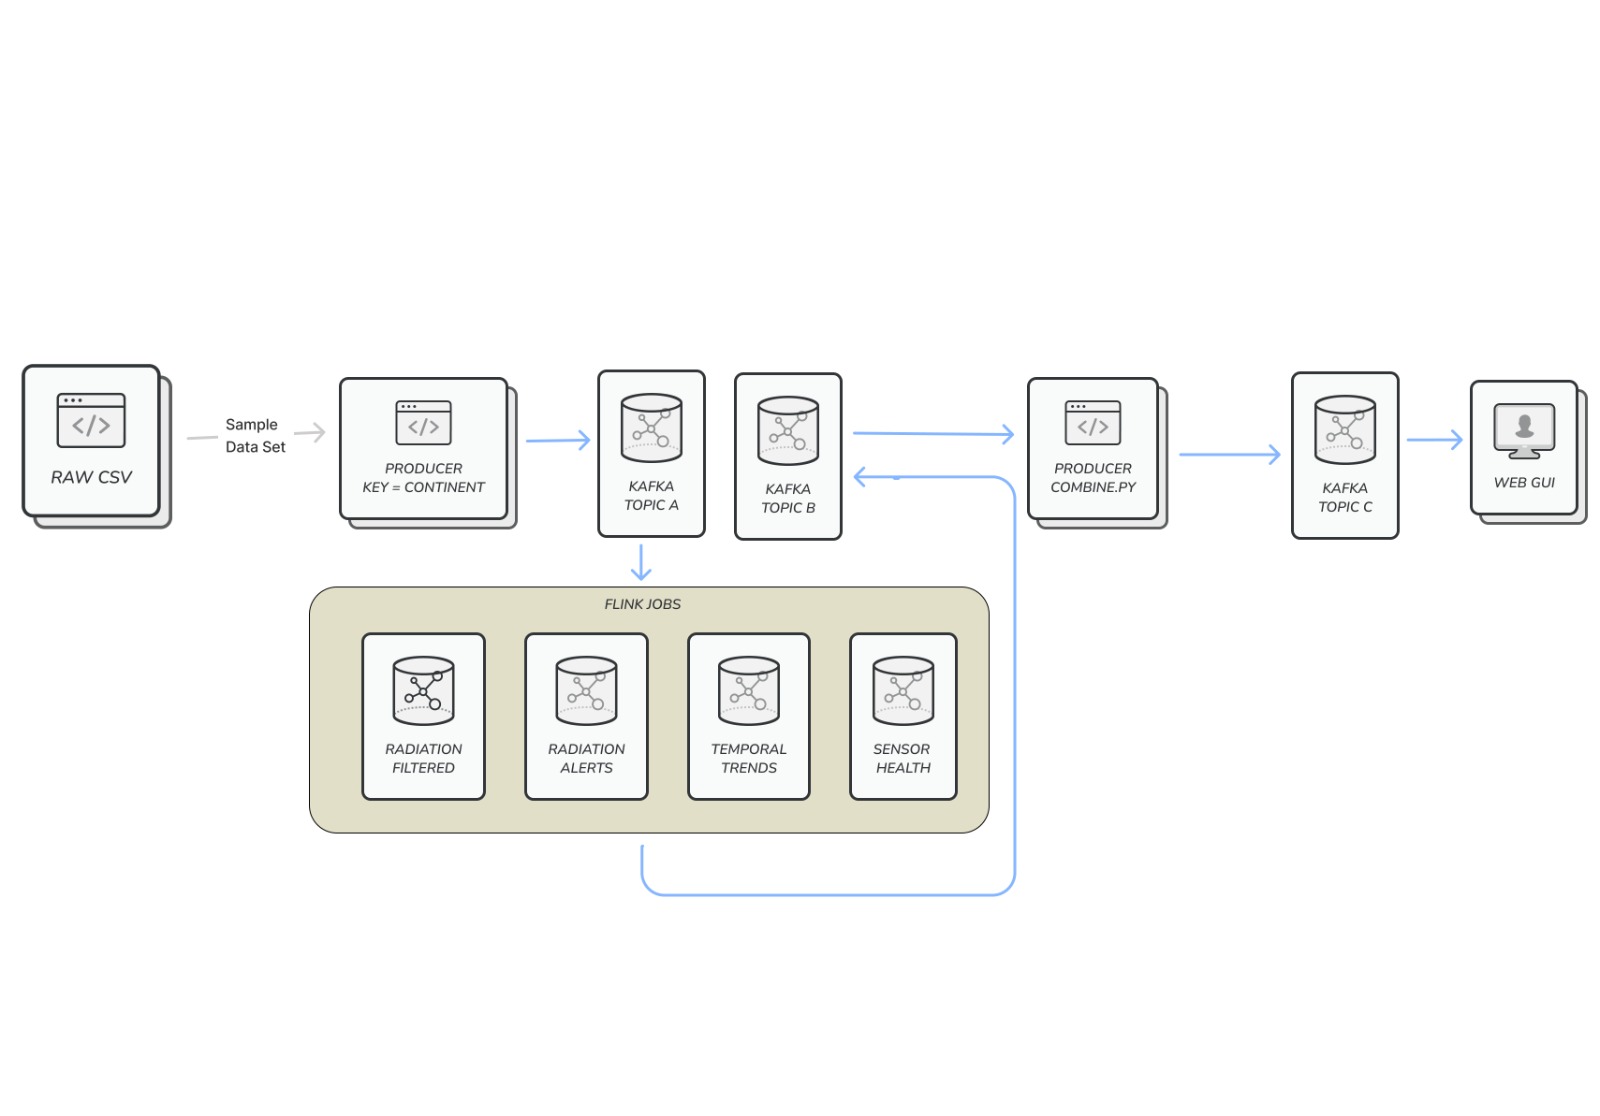 RAW CSV
Sample
Data Set
PRODUCER
KEY = CONTINENT
KAFKA
TOPIC A
KAFKA
TOPIC B
PRODUCER
COMBINE.PY
KAFKA
TOPIC C
WEB GUI
FLINK JOBS
RADIATION
FILTERED
RADIATION
ALERTS
TEMPORAL
TRENDS
SENSOR
HEALTH